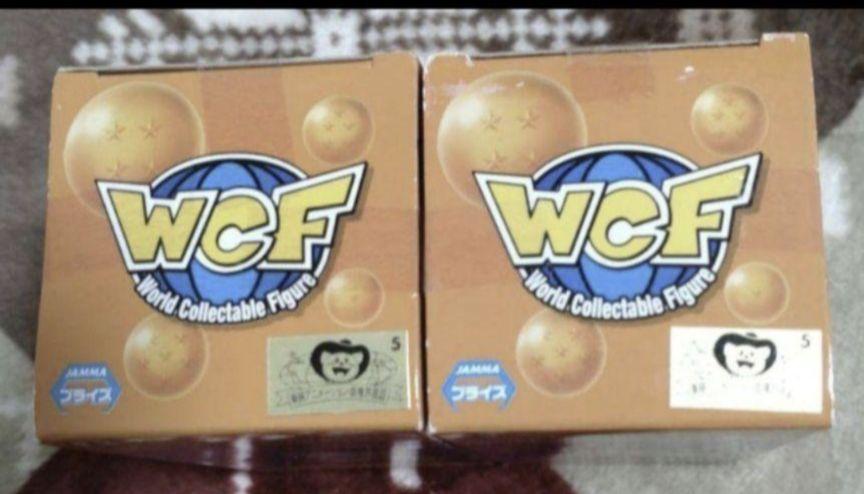 WCF
World Collectable Figure
JAMMA
プライズ
5
WCF
World Collectable Figure
JAMMA
プライズ
5